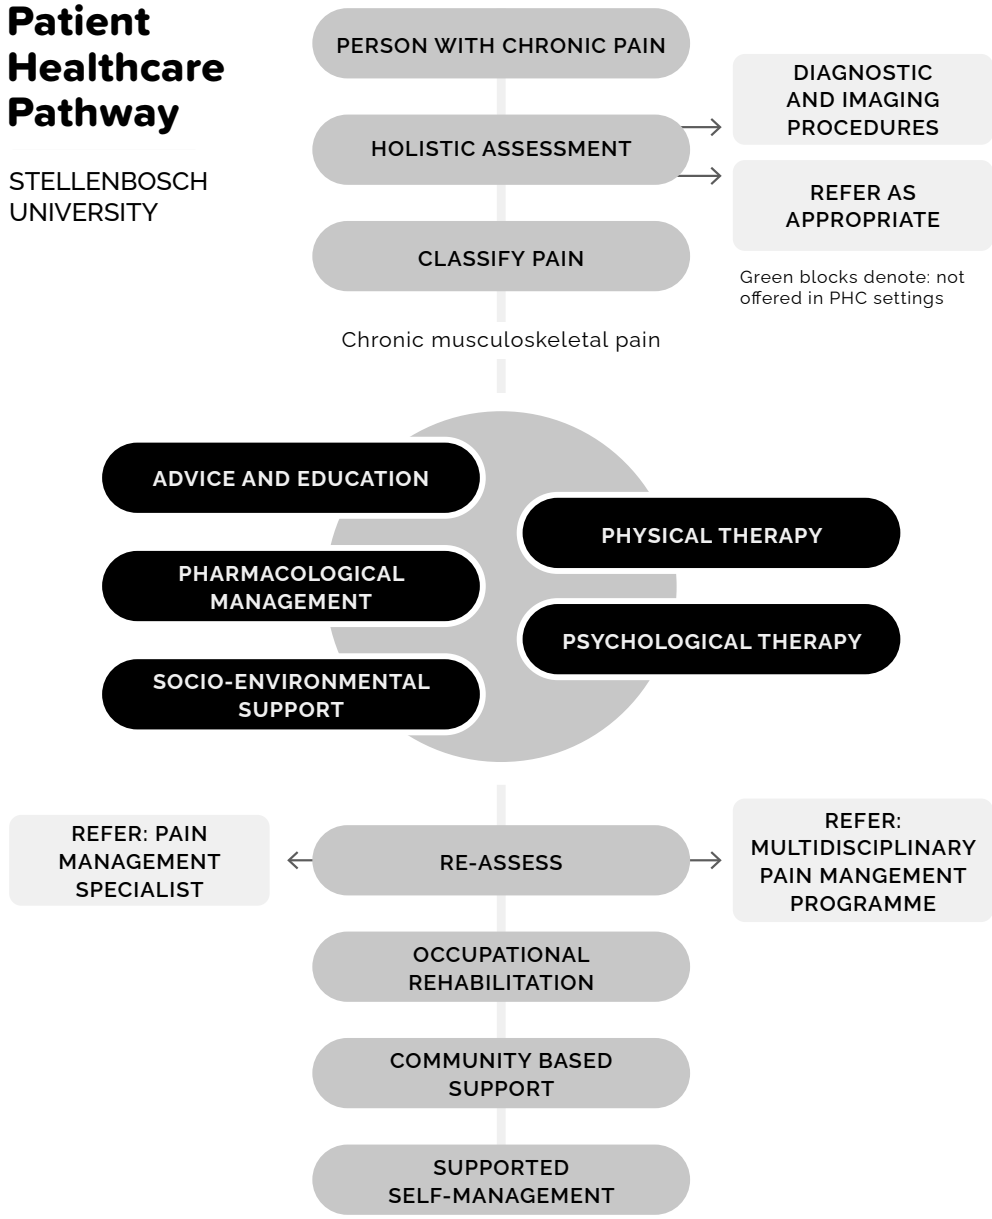 Patient
Healthcare
Pathway
STELLENBOSCH
UNIVERSITY
PERSON WITH CHRONIC PAIN
HOLISTIC ASSESSMENT
DIAGNOSTIC
AND IMAGING
PROCEDURES
REFER AS
APPROPRIATE
Green blocks denote: not
offered in PHC settings
CLASSIFY PAIN
Chronic musculoskeletal pain
ADVICE AND EDUCATION
PHYSICAL THERAPY
PHARMACOLOGICAL
MANAGEMENT
PSYCHOLOGICAL THERAPY
SOCIO-ENVIRONMENTAL
SUPPORT
REFER: PAIN
MANAGEMENT
SPECIALIST
RE-ASSESS
REFER:
MULTIDISCIPLINARY
PAIN MANGEMENT
PROGRAMME
OCCUPATIONAL
REHABILITATION
COMMUNITY BASED
SUPPORT
SUPPORTED
SELF-MANAGEMENT